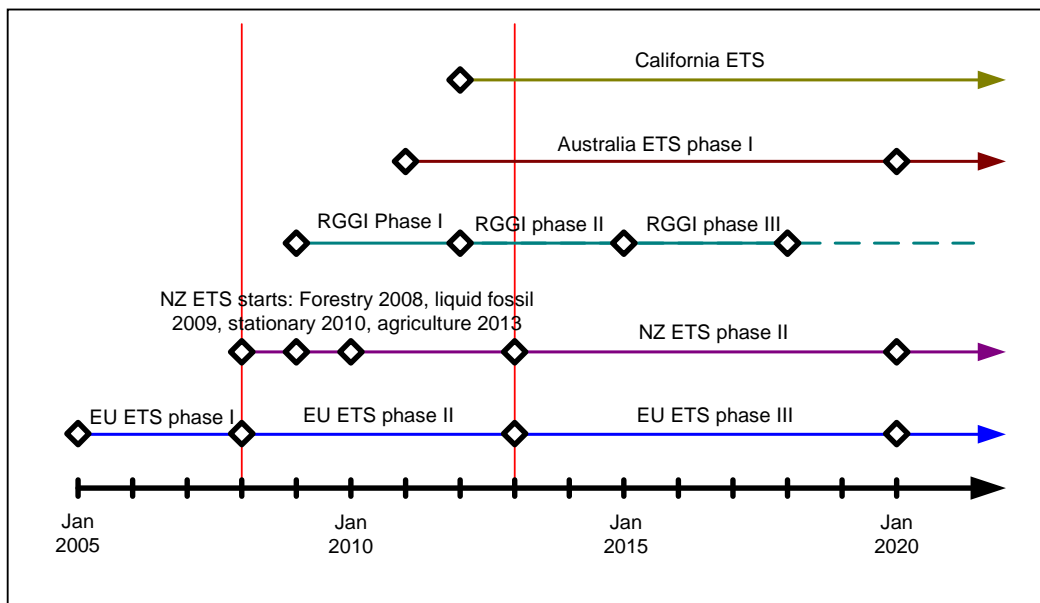 California ETS
Australia ETS phase I
RGGI Phase I
RGGI phase II
RGGI phase III
NZ ETS starts: Forestry 2008, liquid fossil
2009, stationary 2010, agriculture 2013
NZ ETS phase II
EU ETS phase I
EU ETS phase II
EU ETS phase III
Jan
2005
Jan
2010
Jan
2015
Jan
2020